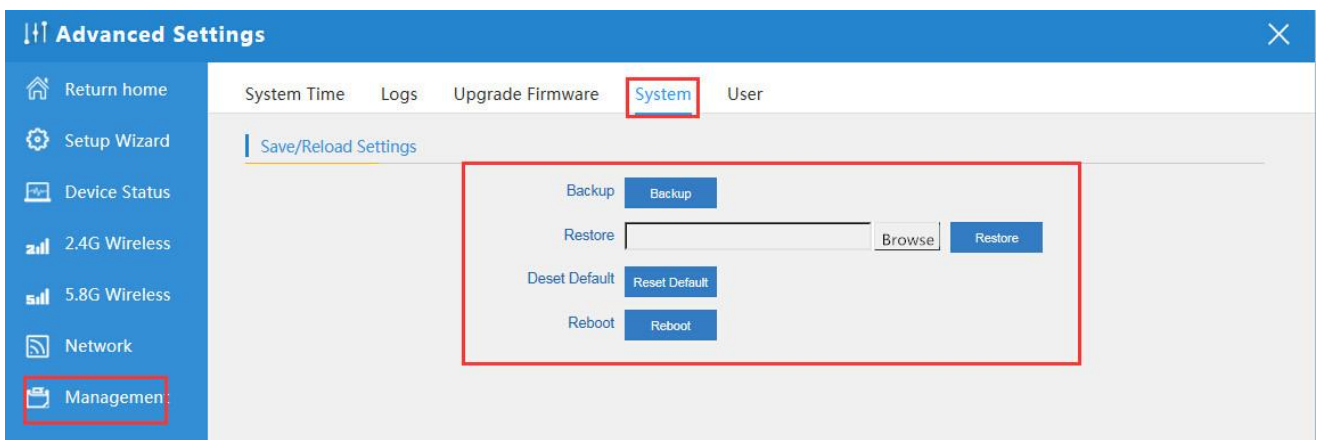 Advanced Settings
Return home
Setup Wizard
Device Status
2.4G Wireless
5.8G Wireless
Network
Management
System Time Logs Upgrade Firmware System User
Save/Reload Settings
Backup Backup
Restore Browse Restore
Deset Default Reset Default
Reboot Reboot